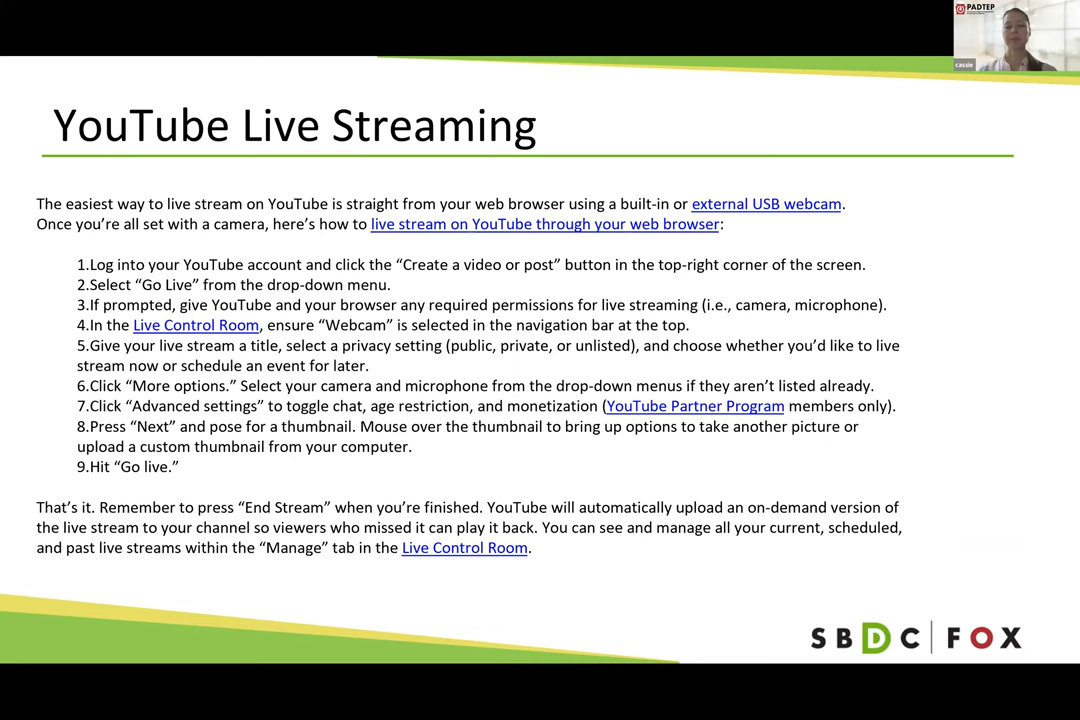 PADTEP
cassie
YouTube Live Streaming
The easiest way to live stream on YouTube is straight from your web browser using a built-in or external USB webcam.
Once you’re all set with a camera, here’s how to live stream on YouTube through your web browser:
1.Log into your YouTube account and click the “Create a video or post” button in the top-right corner of the screen.
2.Select “Go Live” from the drop-down menu.
3.If prompted, give YouTube and your browser any required permissions for live streaming (i.e., camera, microphone).
4.In the Live Control Room, ensure “Webcam” is selected in the navigation bar at the top.
5.Give your live stream a title, select a privacy setting (public, private, or unlisted), and choose whether you’d like to live
stream now or schedule an event for later.
6.Click “More options.” Select your camera and microphone from the drop-down menus if they aren’t listed already.
7.Click “Advanced settings” to toggle chat, age restriction, and monetization (YouTube Partner Program members only).
8.Press “Next” and pose for a thumbnail. Mouse over the thumbnail to bring up options to take another picture or
upload a custom thumbnail from your computer.
9.Hit “Go live.”
That’s it. Remember to press “End Stream” when you’re finished. YouTube will automatically upload an on-demand version of
the live stream to your channel so viewers who missed it can play it back. You can see and manage all your current, scheduled,
and past live streams within the “Manage” tab in the Live Control Room.
SBDC FOX